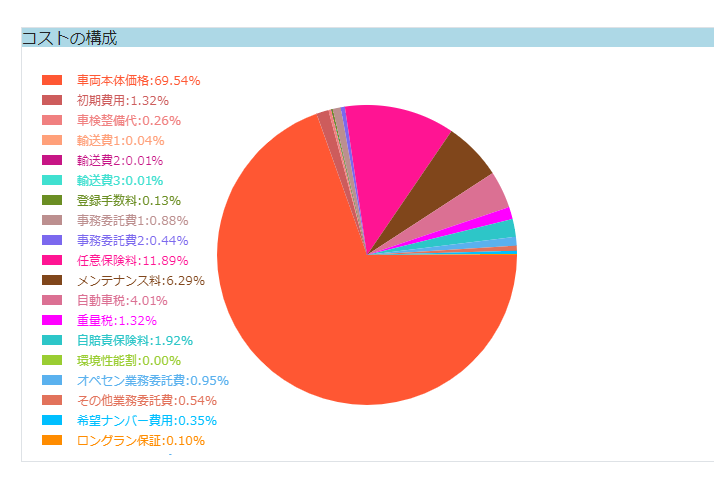 コストの構成
車両本体価格:69.54%
初期費用:1.32%
車検整備代:0.26%
輸送費1:0.04%
輸送費2:0.01%
輸送費3:0.01%
登録手数料:0.13%
事務委託費1:0.88%
事務委託費2:0.44%
任意保険料:11.89%
メンテナンス料:6.29%
自動車税:4.01%
重量税:1.32%
自賠責保険料:1.92%
環境性能割:0.00%
オペセン業務委託費:0.95%
その他業務委託費:0.54%
希望ナンバー費用:0.35%
ロングラン保証:0.10%